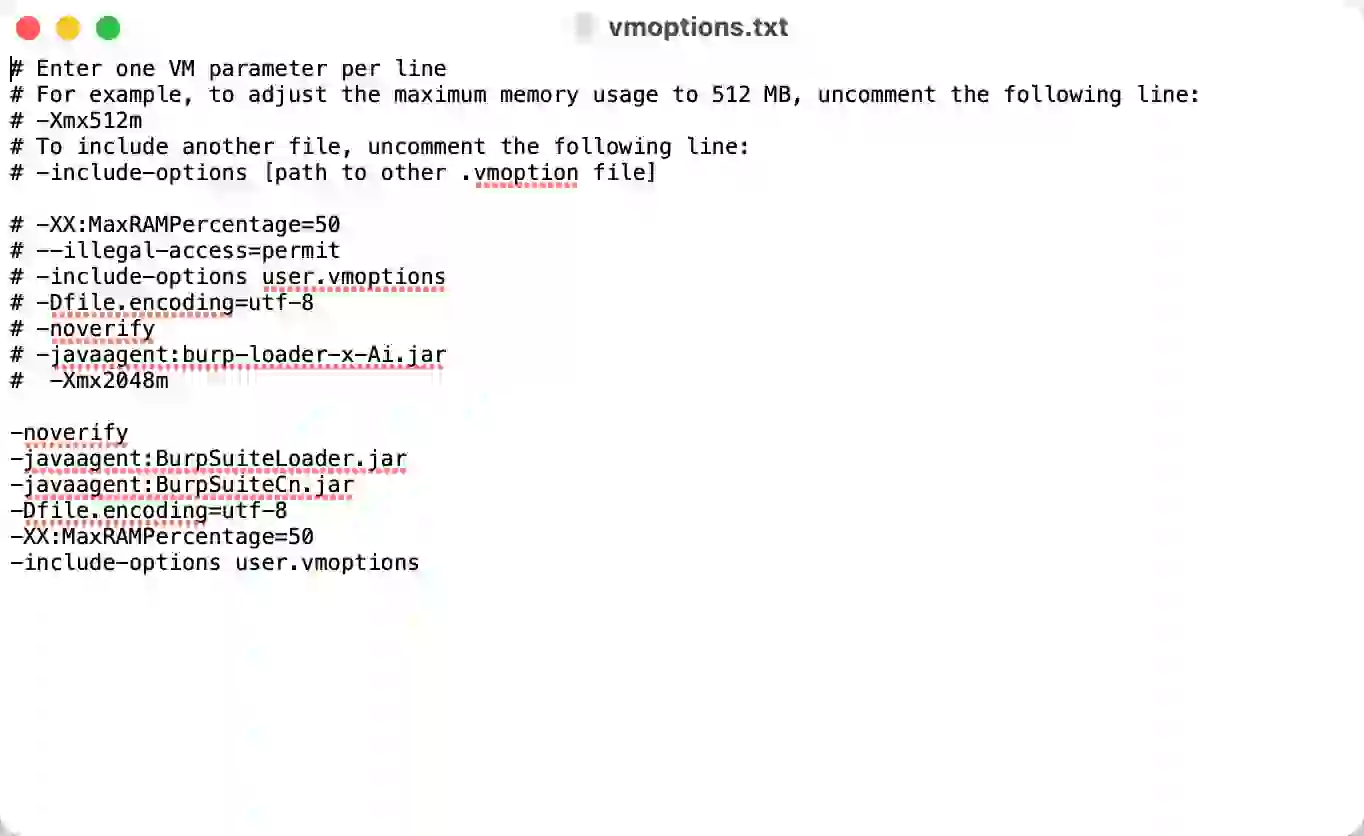 vmoptions.txt
# Enter one VM parameter per line
# For example, to adjust the maximum memory usage to 512 MB, uncomment the following line:
# -Xmx512m
# To include another file, uncomment the following line:
# -include-options [path to other .vmoption file]
# -XX:MaxRAMPercentage=50
# --illegal-access=permit
# -include-options user.vmoptions
# -Dfile.encoding=utf-8
# -noverify
# -javaagent:burp-loader-x-Ai.jar
#  -Xmx2048m
-noverify
-javaagent:BurpSuiteLoader.jar
-javaagent:BurpSuiteCn.jar
-Dfile.encoding=utf-8
-XX:MaxRAMPercentage=50
-include-options user.vmoptions